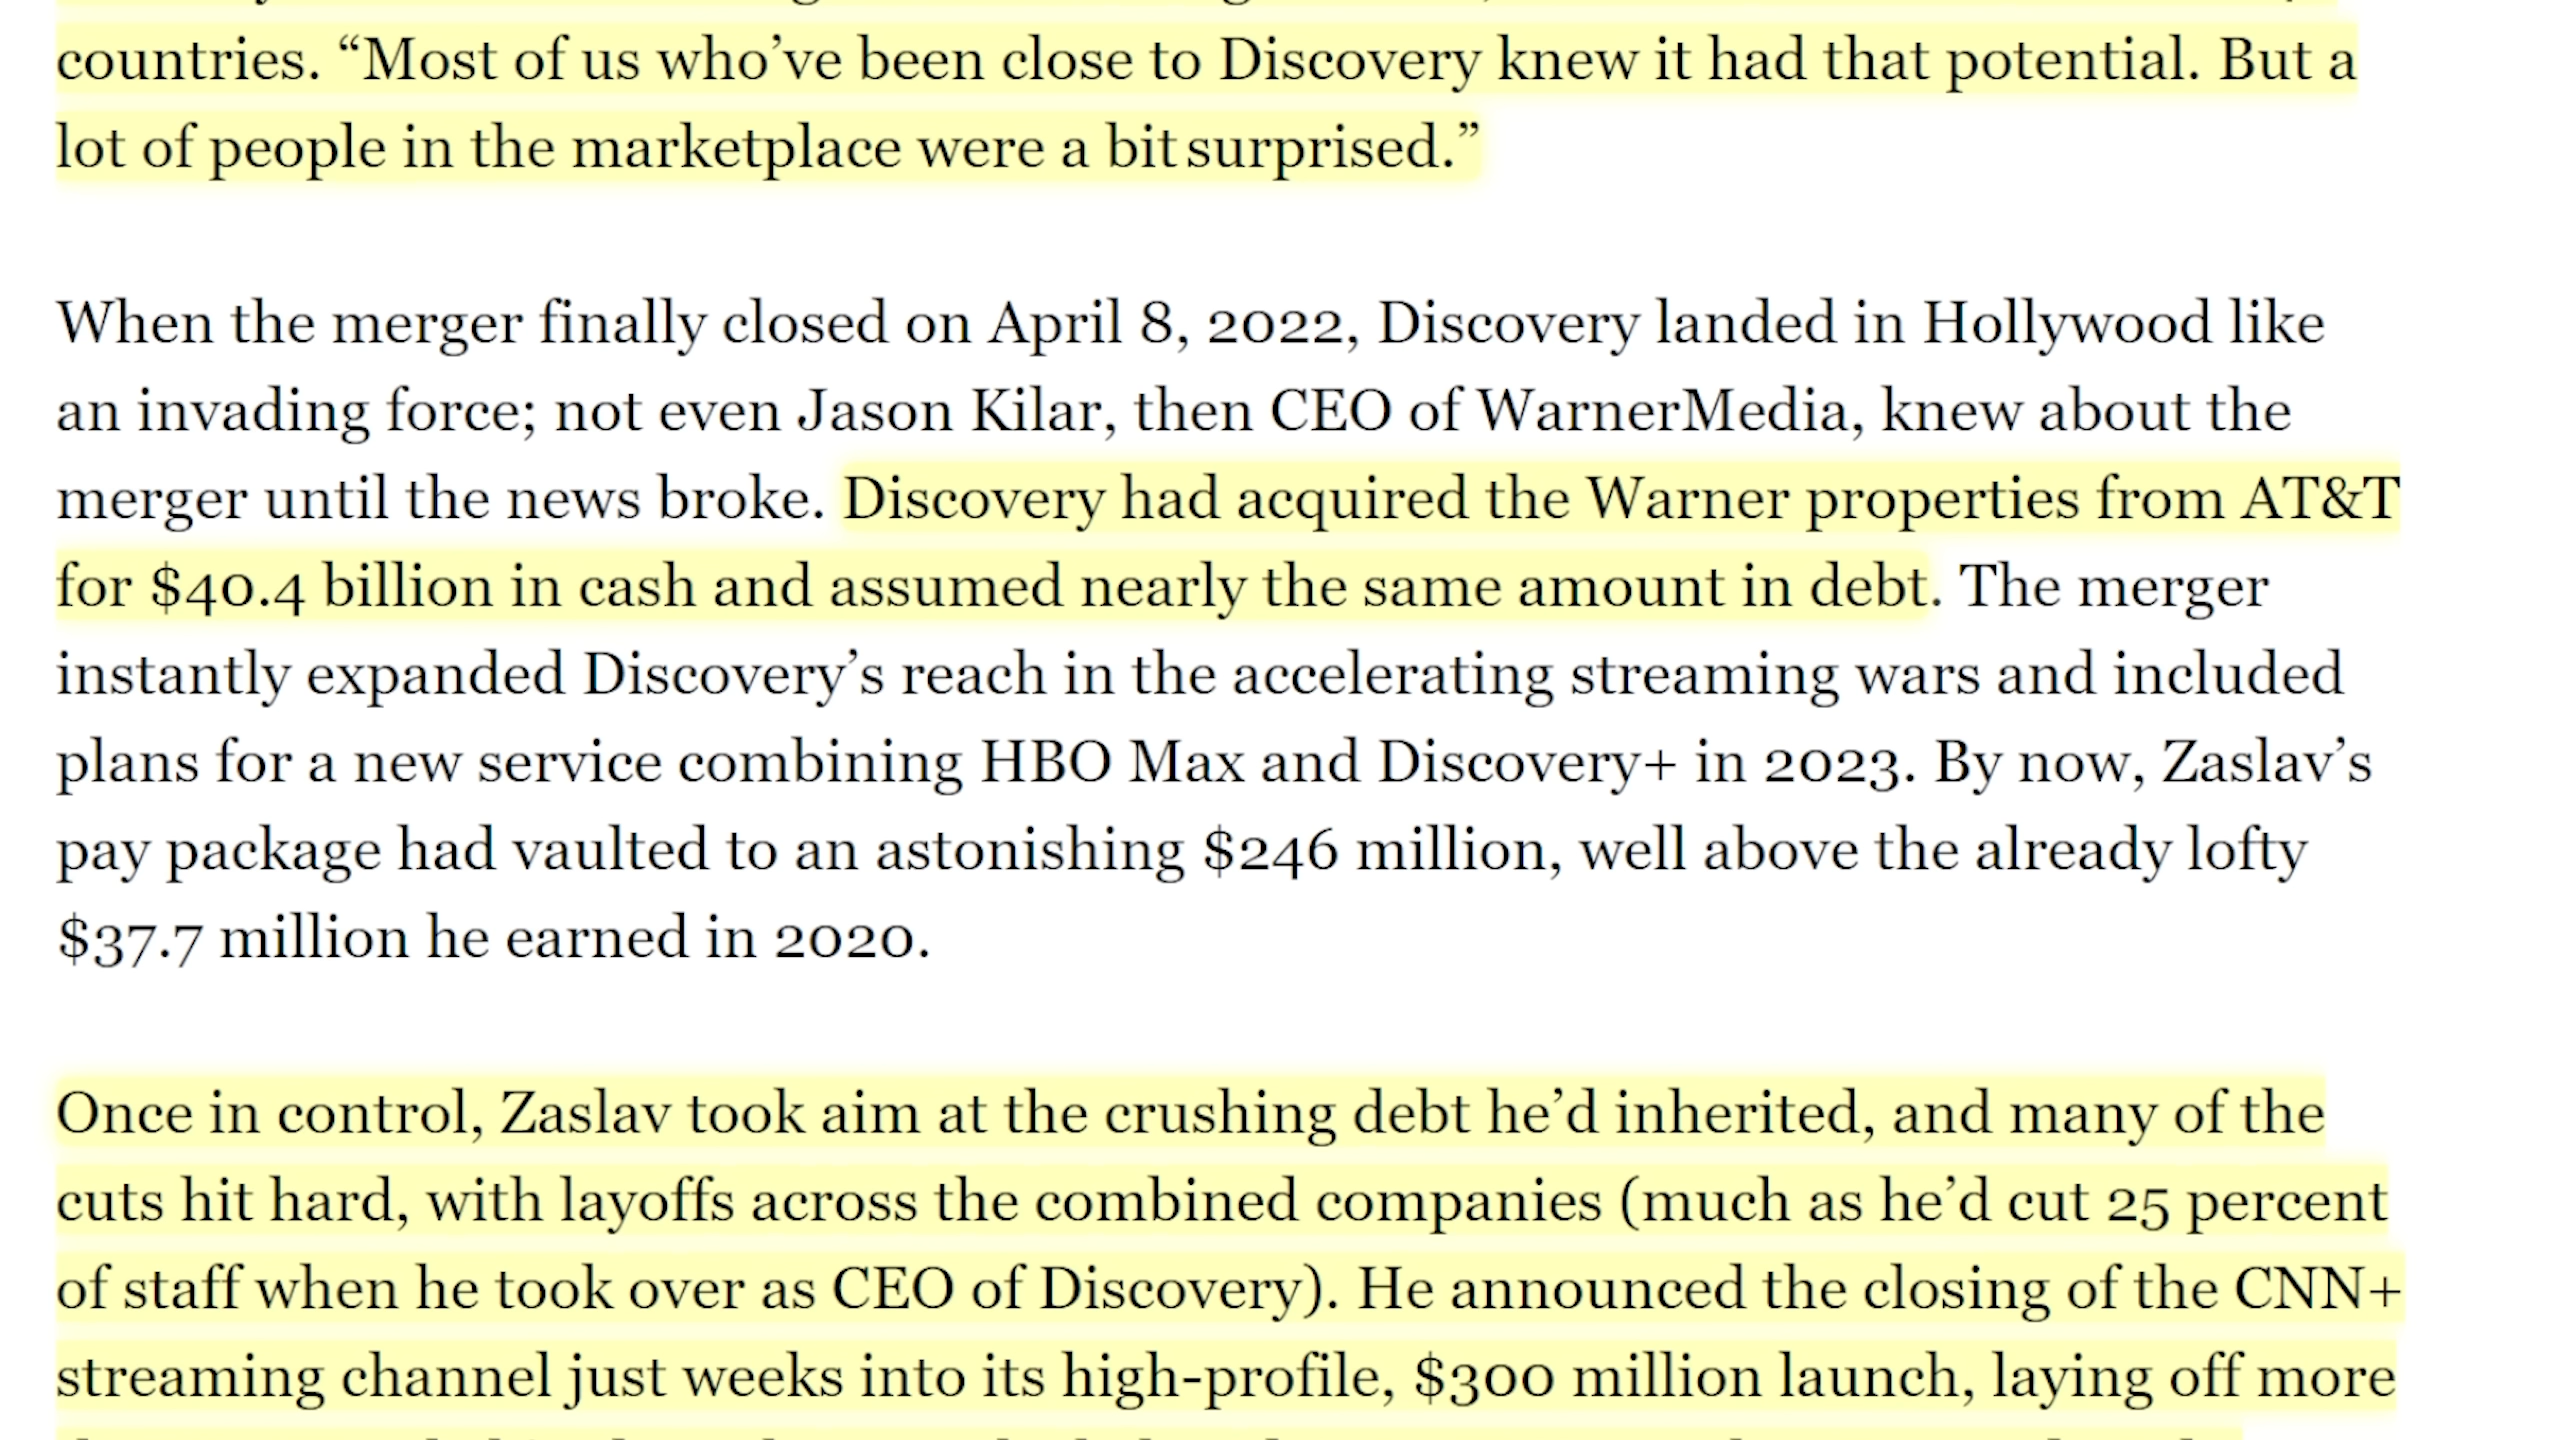 countries. “Most of us who’ve been close to Discovery knew it had that potential. But a
lot of people in the marketplace were a bit surprised.”
When the merger finally closed on April 8, 2022, Discovery landed in Hollywood like
an invading force; not even Jason Kilar, then CEO of WarnerMedia, knew about the
merger until the news broke. Discovery had acquired the Warner properties from AT&T
for $40.4 billion in cash and assumed nearly the same amount in debt. The merger
instantly expanded Discovery’s reach in the accelerating streaming wars and included
plans for a new service combining HBO Max and Discovery+ in 2023. By now, Zaslav’s
pay package had vaulted to an astonishing $246 million, well above the already lofty
$37.7 million he earned in 2020.
Once in control, Zaslav took aim at the crushing debt he’d inherited, and many of the
cuts hit hard, with layoffs across the combined companies (much as he’d cut 25 percent
of staff when he took over as CEO of Discovery). He announced the closing of the CNN+
streaming channel just weeks into its high-profile, $300 million launch, laying off more